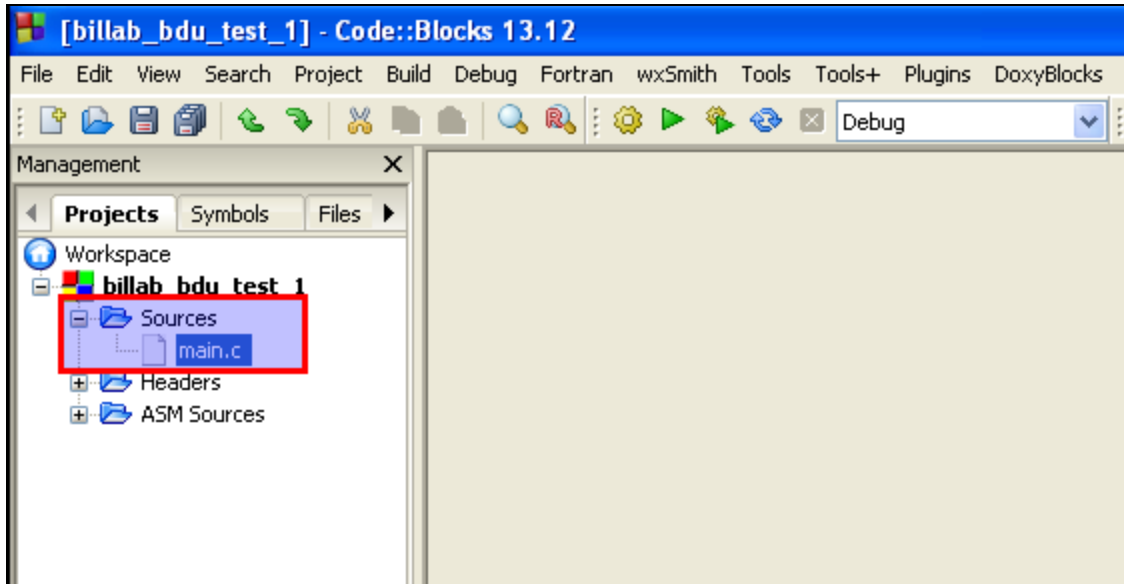 [billab_bdu_test_1] - Code::Blocks 13.12
File Edit View Search Project Build Debug Fortran wxSmith Tools Tools+ Plugins DoxyBlocks
Debug
Management
Projects Symbols Files
Workspace
billab_bdu_test_1
Sources
main.c
Headers
ASM Sources